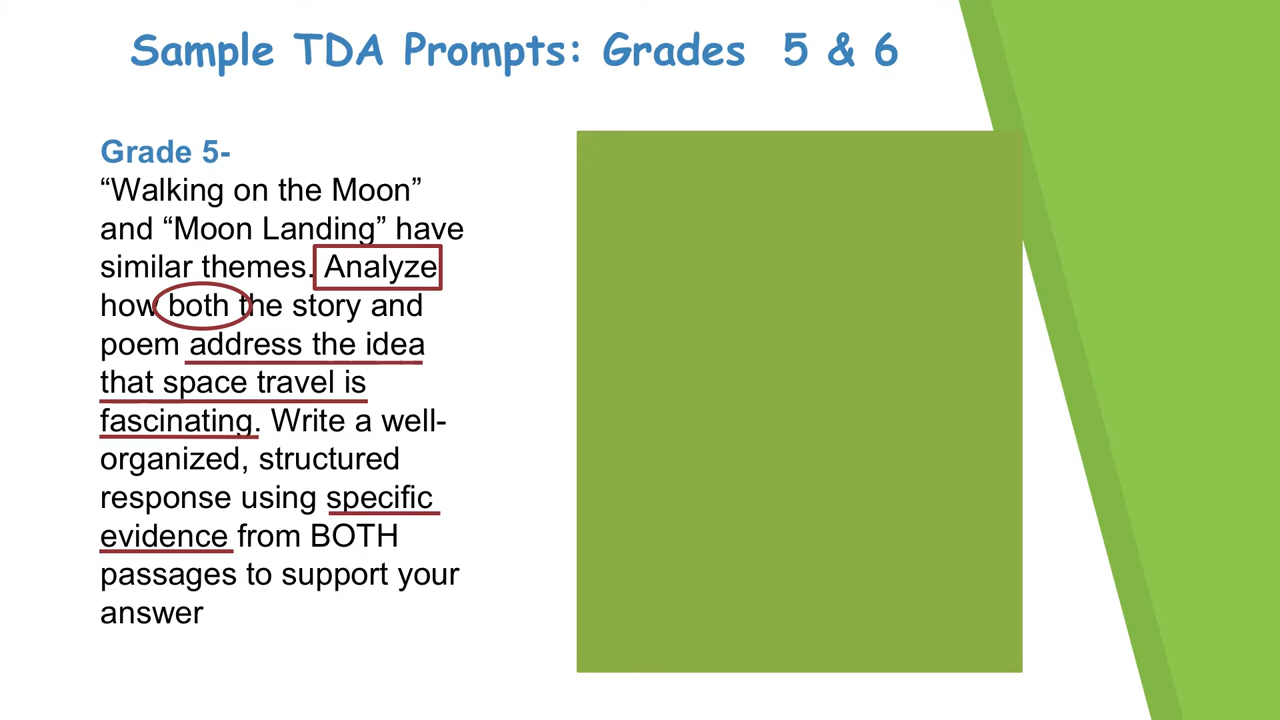 Sample TDA Prompts: Grades 5 & 6
Grade 5-
“Walking on the Moon”
and “Moon Landing” have
similar themes. Analyze
how both the story and
poem address the idea
that space travel is
fascinating. Write a well-
organized, structured
response using specific
evidence from BOTH
passages to support your
answer